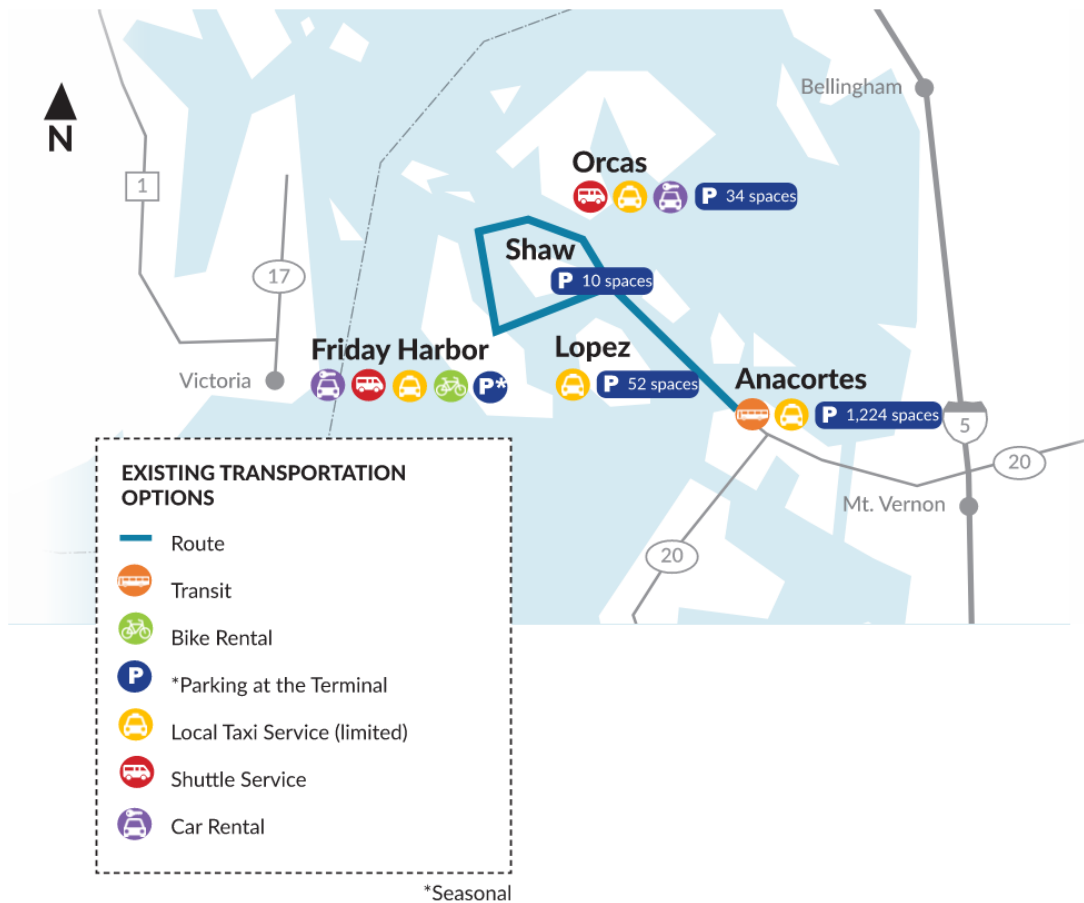 Bellingham
N
1
Orcas
P 34 spaces
17
Shaw
P 10 spaces
Friday Harbor
P*
Lopez
P 52 spaces
Victoria
Anacortes
P 1,224 spaces
5
20
Mt. Vernon
20
EXISTING TRANSPORTATION
OPTIONS
Route
Transit
Bike Rental
P *Parking at the Terminal
Local Taxi Service (limited)
Shuttle Service
Car Rental
*Seasonal